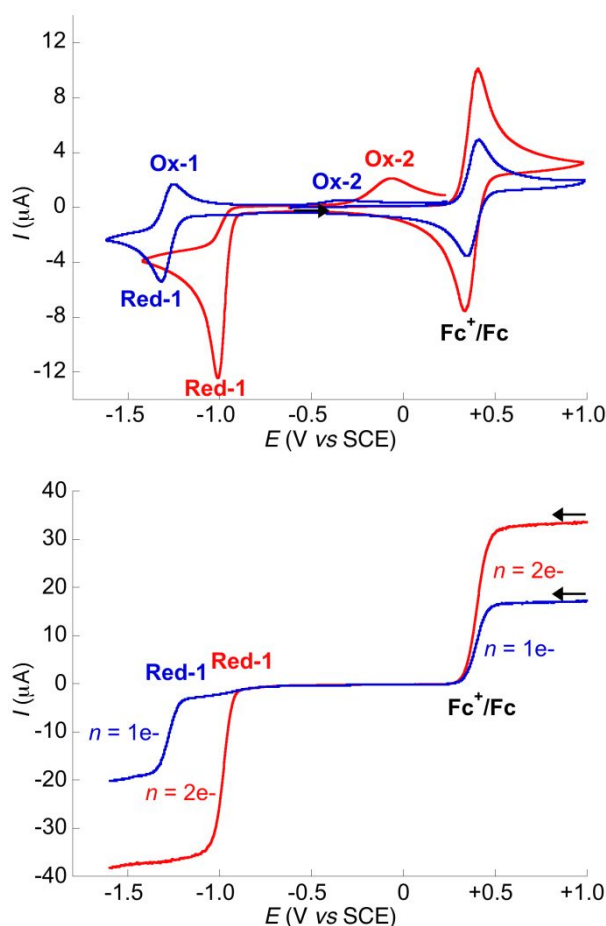 12
8
4
0
-4
-8
-12
I (μA)
Ox-1
Ox-2
Ox-2
Red-1
Red-1
Fc⁺/Fc
-1.5
-1.0
-0.5
0
+0.5
+1.0
E (V vs SCE)
40
30
20
10
0
-10
-20
-30
-40
I (μA)
n = 2e-
n = 1e-
Red-1
Red-1
Fc⁺/Fc
n = 1e-
n = 2e-
-1.5
-1.0
-0.5
0
+0.5
+1.0
E (V vs SCE)